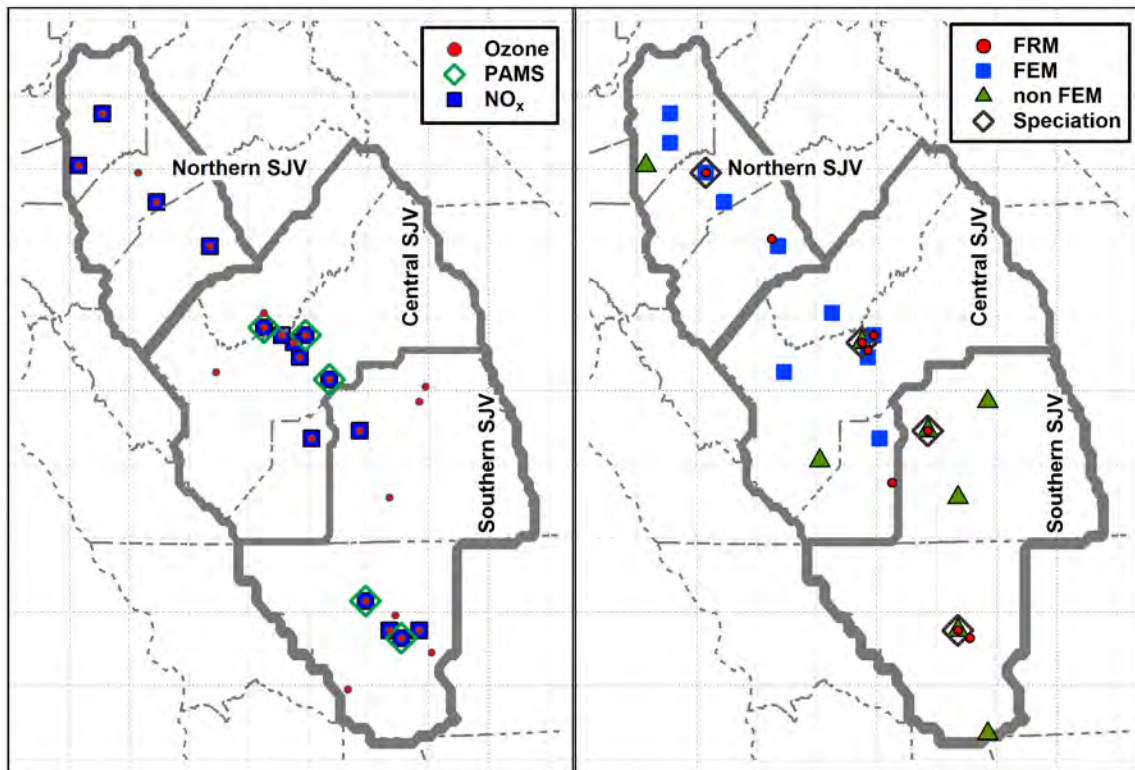 Ozone
PAMS
NOx
Northern SJV
Central SJV
Southern SJV
FRM
FEM
non FEM
Speciation
Northern SJV
Central SJV
Southern SJV